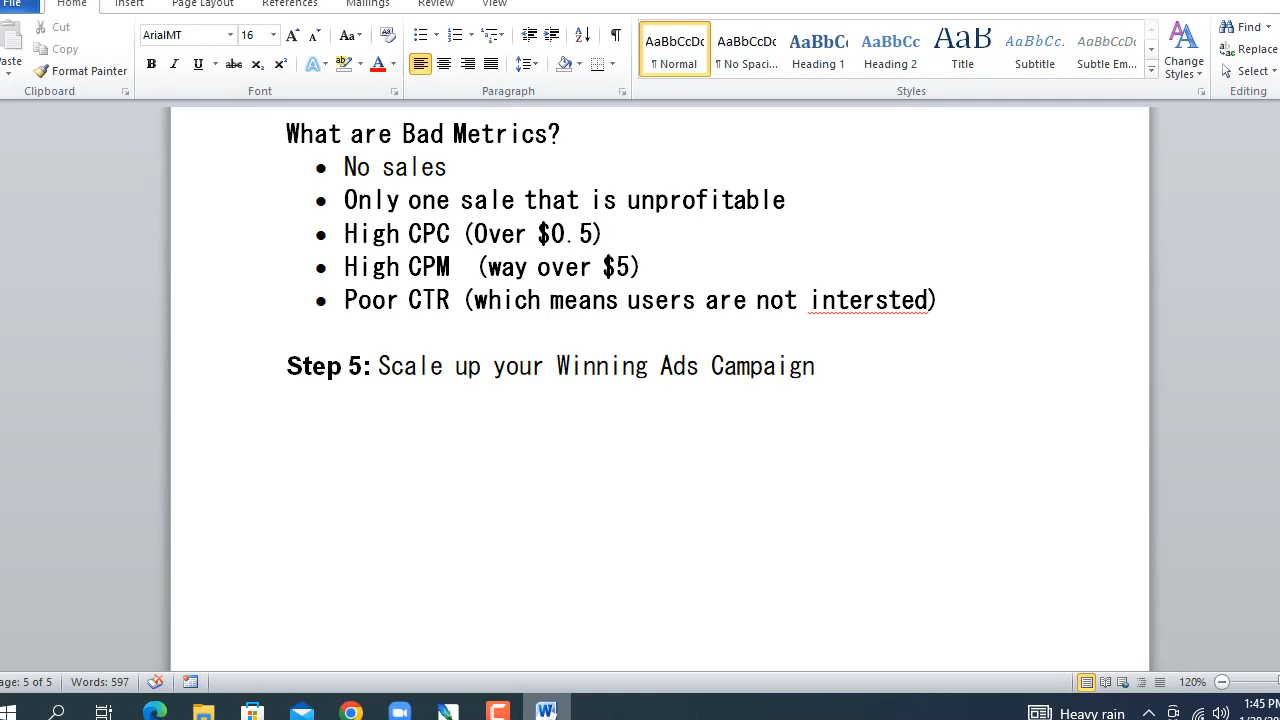 File Home Insert Page Layout References Mailings Review View
Cut
Copy
Paste
Format Painter
Clipboard
ArialMT 16
Font
Paragraph
AaBbCcDc AaBbCcDc AaBbC AaBbCc AaB AaBbCc. AaBbCcDc
¶ Normal ¶ No Spaci... Heading 1 Heading 2 Title Subtitle Subtle Em...
Styles
Change
Styles
Find
Replace
Select
Editing
What are Bad Metrics?
• No sales
• Only one sale that is unprofitable
• High CPC (Over $0.5)
• High CPM (way over $5)
• Poor CTR (which means users are not intersted)
Step 5: Scale up your Winning Ads Campaign
age: 5 of 5 Words: 597 120%
Heavy rain 1:45 PM